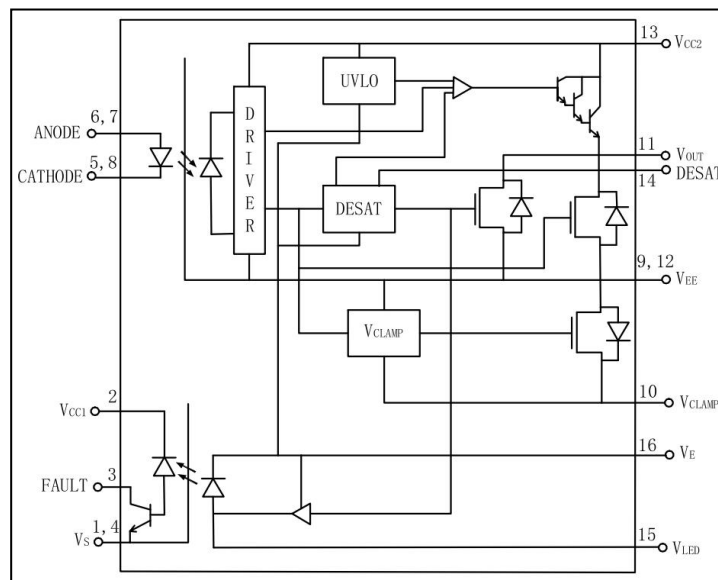 13
VCC2
UVLO
6,7
ANODE
DRIVER
5,8
CATHODE
11
VOUT
DESAT
14
DESAT
9,12
VEE
VCLAMP
10
VCLAMP
2
VCC1
16
VE
3
FAULT
1,4
VS
15
VLED